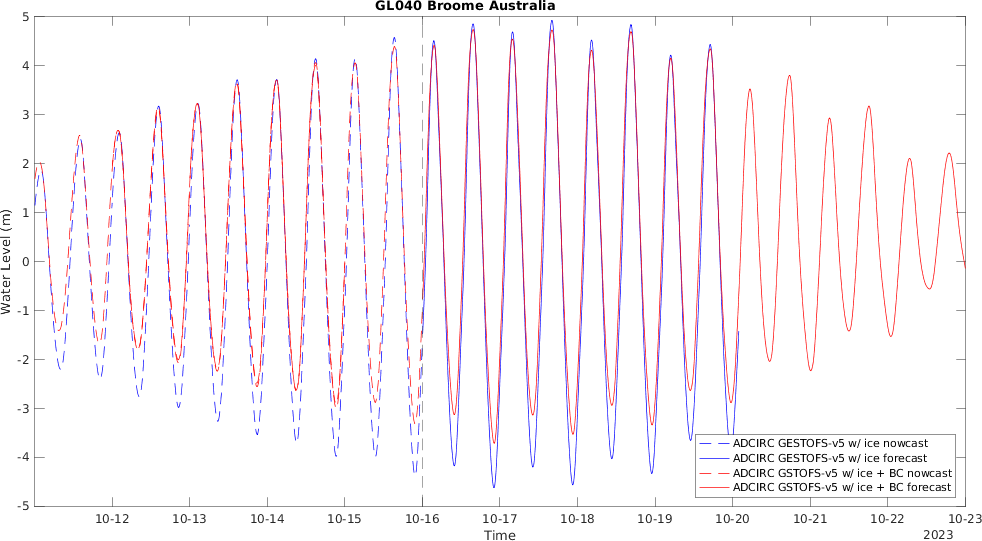 GL040 Broome Australia
5
4
3
2
1
0
-1
-2
-3
-4
-5
Water Level (m)
ADCIRC GESTOFS-v5 w/ ice nowcast
ADCIRC GESTOFS-v5 w/ ice forecast
ADCIRC GSTOFS-v5 w/ ice + BC nowcast
ADCIRC GSTOFS-v5 w/ ice + BC forecast
10-12 10-13 10-14 10-15 10-16 10-17 10-18 10-19 10-20 10-21 10-22 10-23
Time
2023